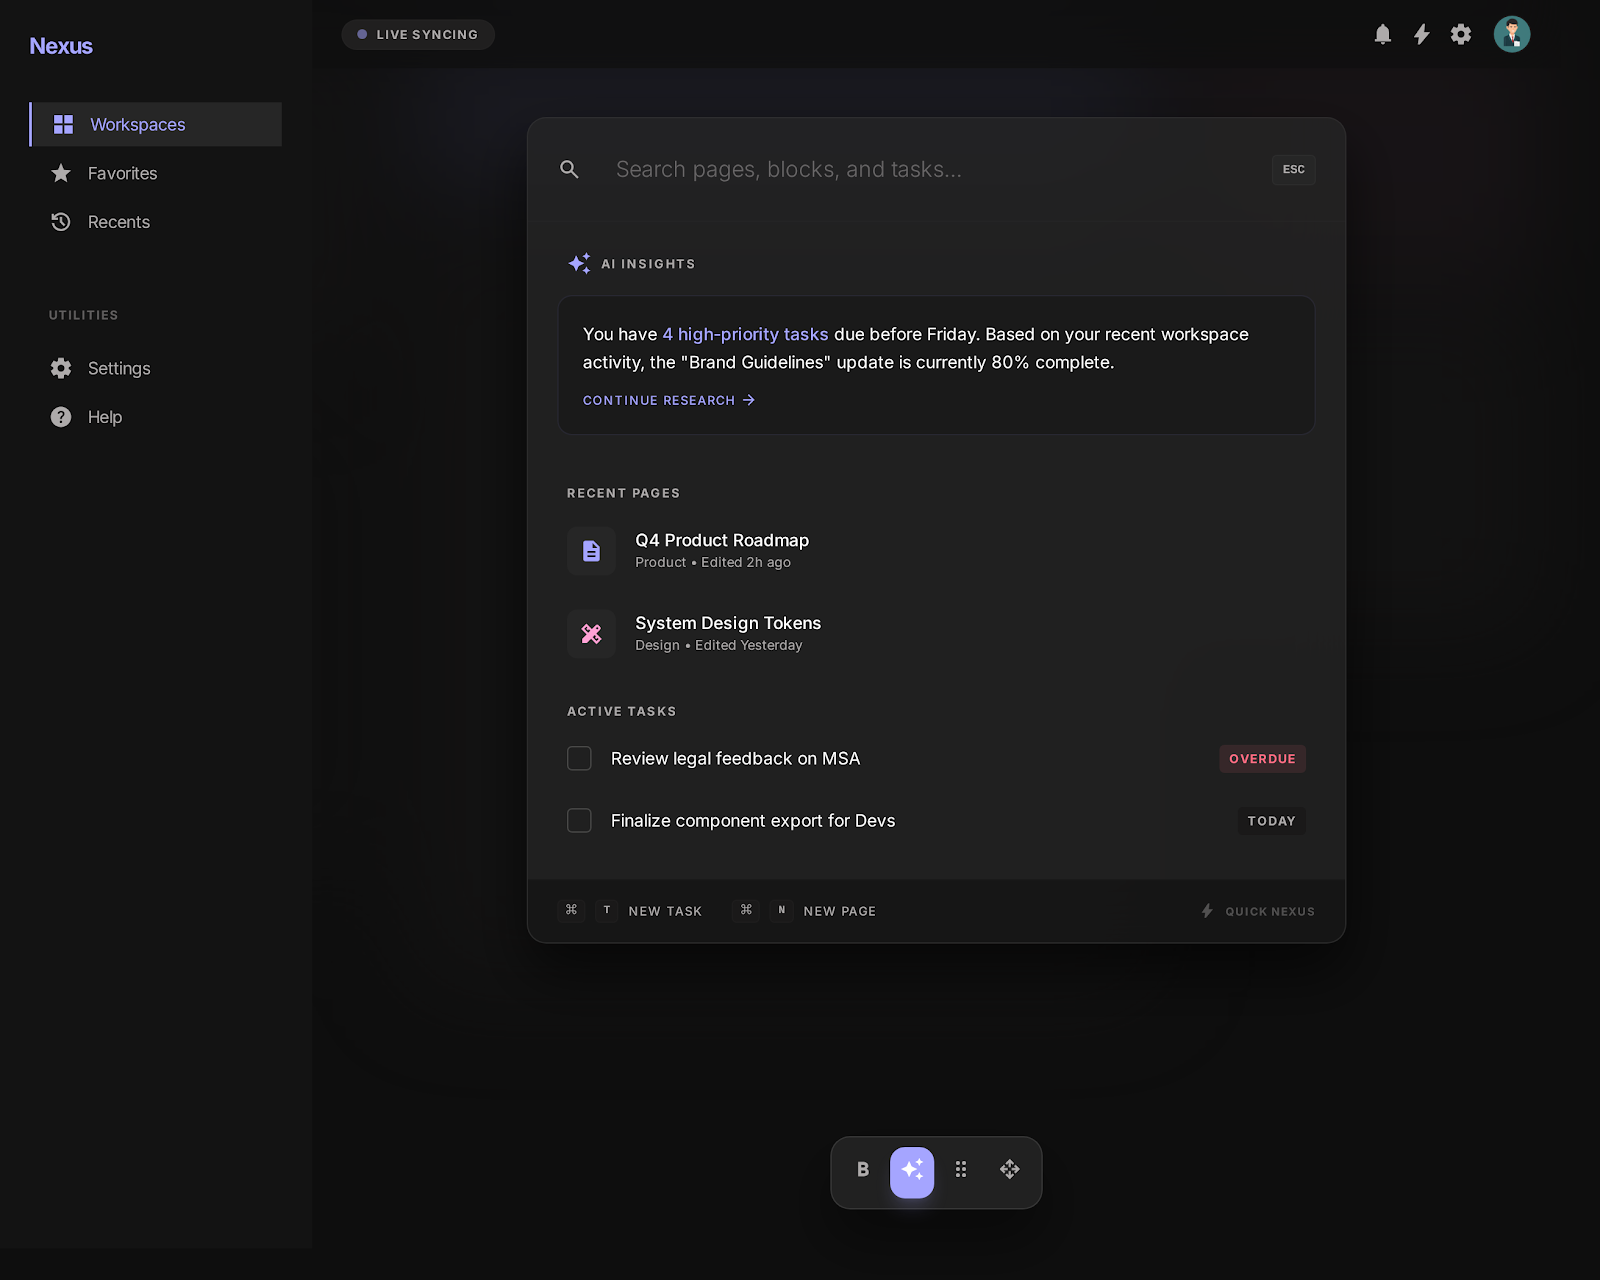 Nexus
LIVE SYNCING
Workspaces
Favorites
Recents
UTILITIES
Settings
Help
Search pages, blocks, and tasks...
ESC
AI INSIGHTS
You have 4 high-priority tasks due before Friday. Based on your recent workspace
activity, the "Brand Guidelines" update is currently 80% complete.
CONTINUE RESEARCH →
RECENT PAGES
Q4 Product Roadmap
Product • Edited 2h ago
System Design Tokens
Design • Edited Yesterday
ACTIVE TASKS
Review legal feedback on MSA
OVERDUE
Finalize component export for Devs
TODAY
⌘ T NEW TASK ⌘ N NEW PAGE
QUICK NEXUS
B